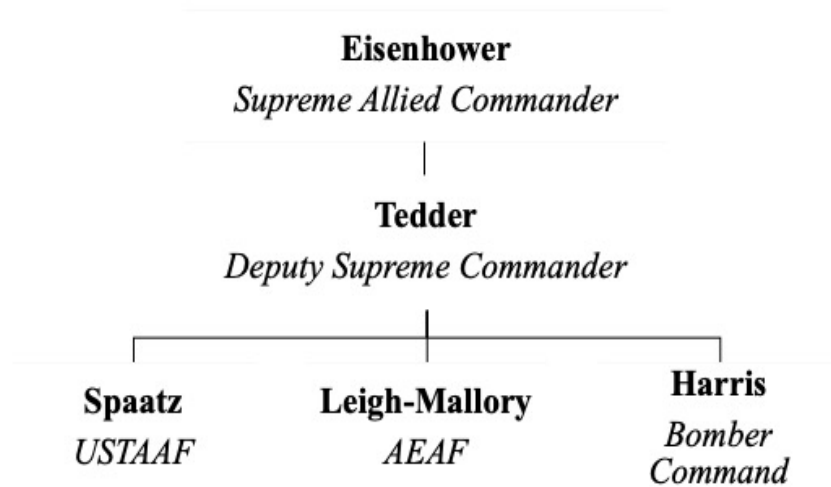 Eisenhower
Supreme Allied Commander
Tedder
Deputy Supreme Commander
Spaatz
USTAAF
Leigh-Mallory
AEAF
Harris
Bomber
Command